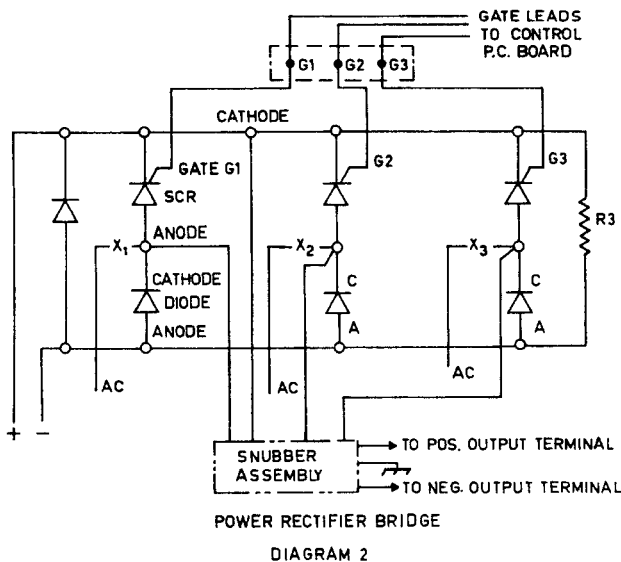 GATE LEADS
TO CONTROL
P.C. BOARD
G1 G2 G3
CATHODE
GATE G1
G2
G3
SCR
R3
ANODE
X1
X2
X3
CATHODE
DIODE
C
C
ANODE
A
A
AC
AC
AC
+ −
SNUBBER
ASSEMBLY
TO POS. OUTPUT TERMINAL
TO NEG. OUTPUT TERMINAL
POWER RECTIFIER BRIDGE
DIAGRAM 2